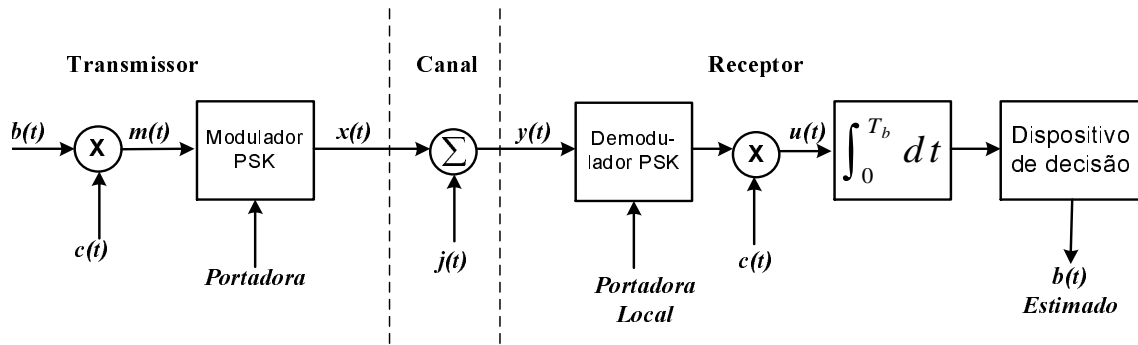 Transmissor
Canal
Receptor
b(t)
X
m(t)
Modulador
PSK
x(t)
∑
y(t)
Demodu-
lador PSK
X
u(t)
∫₀^{T_b} dt
Dispositivo
de decisão
c(t)
Portadora
j(t)
Portadora
Local
c(t)
b(t)
Estimado